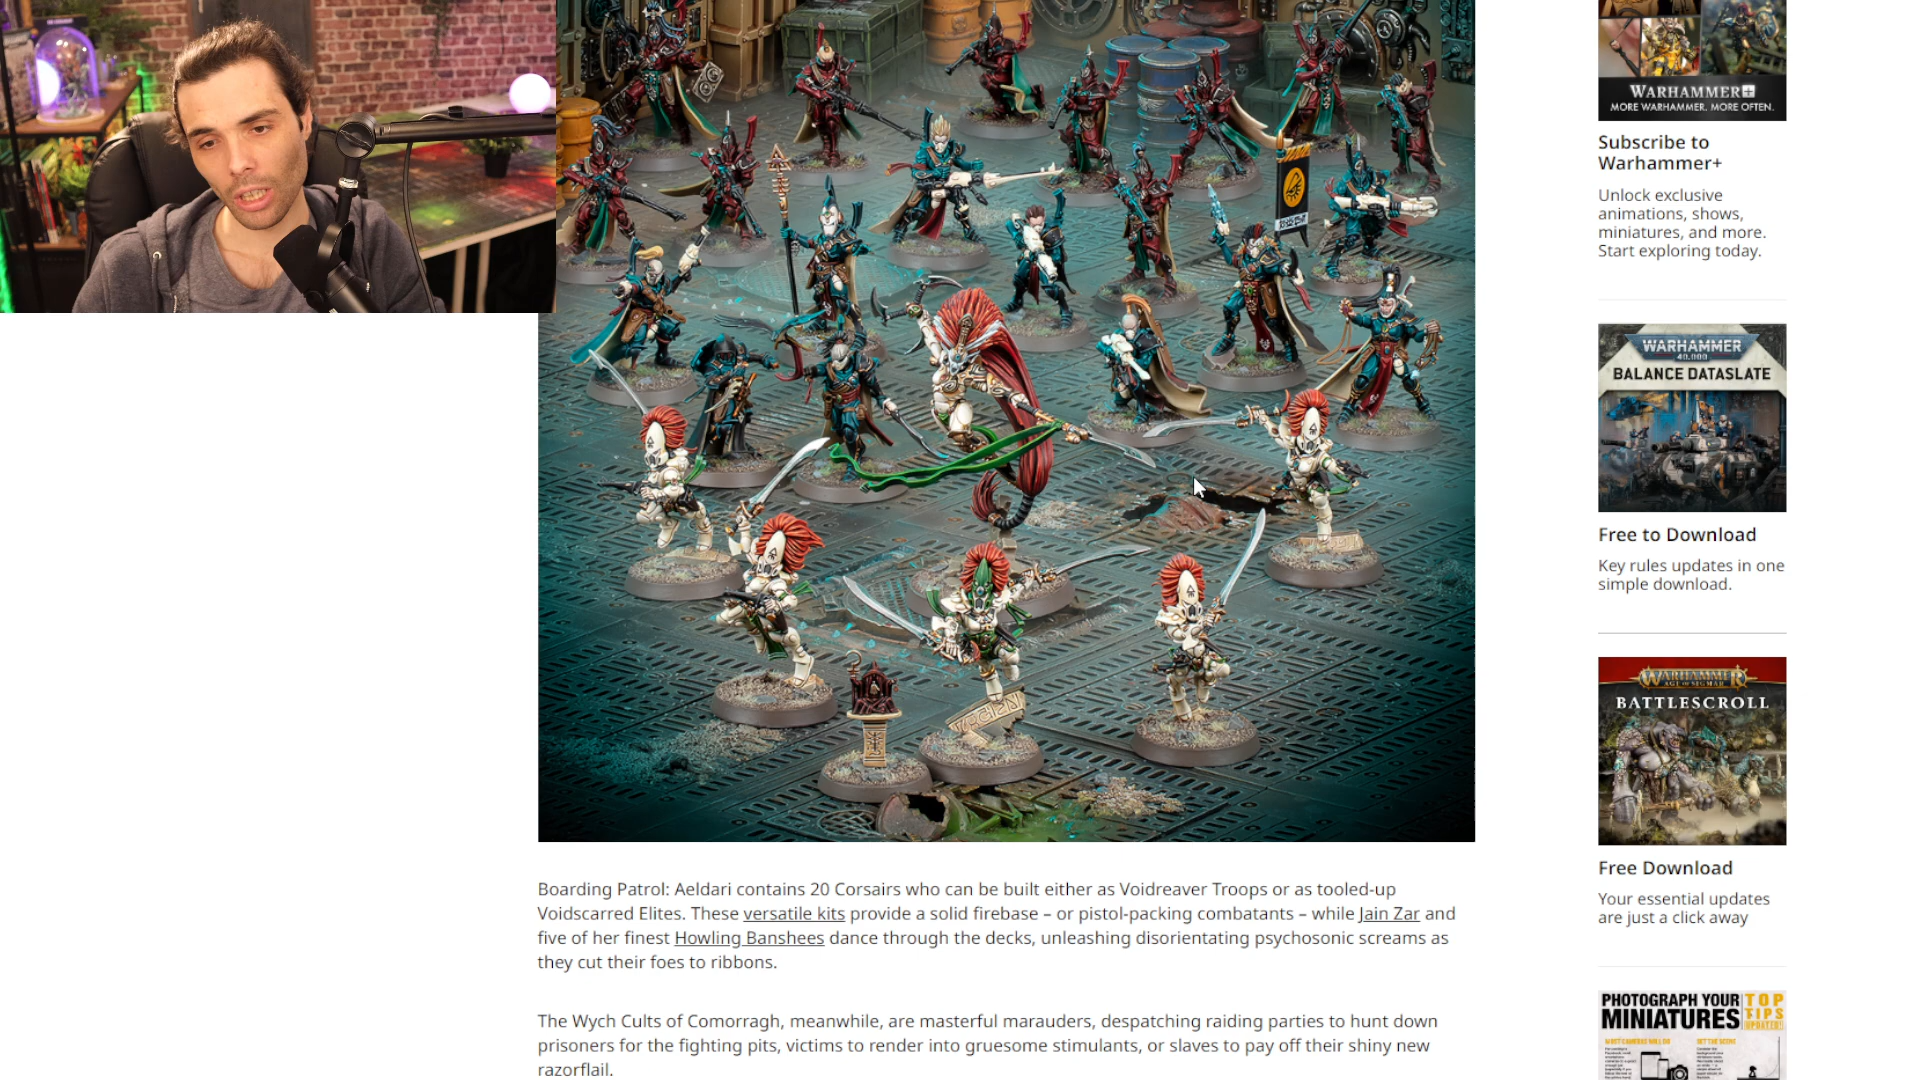 WARHAMMER+
MORE WARHAMMER. MORE OFTEN.
Subscribe to
Warhammer+
Unlock exclusive
animations, shows,
miniatures, and more.
Start exploring today.
WARHAMMER
40,000
BALANCE DATASLATE
Free to Download
Key rules updates in one
simple download.
WARHAMMER
AGE OF SIGMAR
BATTLESCROLL
Free Download
Your essential updates
are just a click away
PHOTOGRAPH YOUR
MINIATURES
TOP
TIPS
UPDATED!
Boarding Patrol: Aeldari contains 20 Corsairs who can be built either as Voidreaver Troops or as tooled-up
Voidscarred Elites. These versatile kits provide a solid firebase – or pistol-packing combatants – while Jain Zar and
five of her finest Howling Banshees dance through the decks, unleashing disorientating psychosonic screams as
they cut their foes to ribbons.
The Wych Cults of Comorragh, meanwhile, are masterful marauders, despatching raiding parties to hunt down
prisoners for the fighting pits, victims to render into gruesome stimulants, or slaves to pay off their shiny new
razorflail.